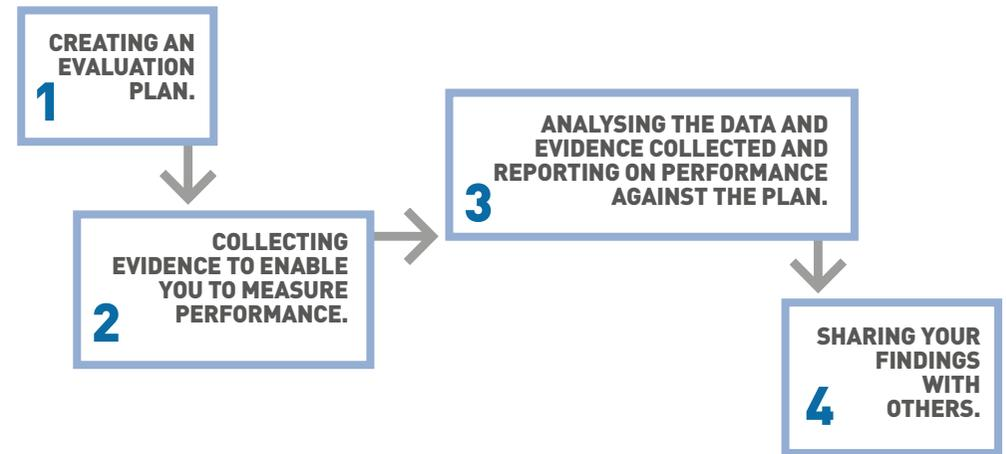 CREATING AN
EVALUATION
PLAN.
1
COLLECTING
EVIDENCE TO ENABLE
YOU TO MEASURE
PERFORMANCE.
2
ANALYSING THE DATA AND
EVIDENCE COLLECTED AND
REPORTING ON PERFORMANCE
AGAINST THE PLAN.
3
SHARING YOUR
FINDINGS
WITH
OTHERS.
4